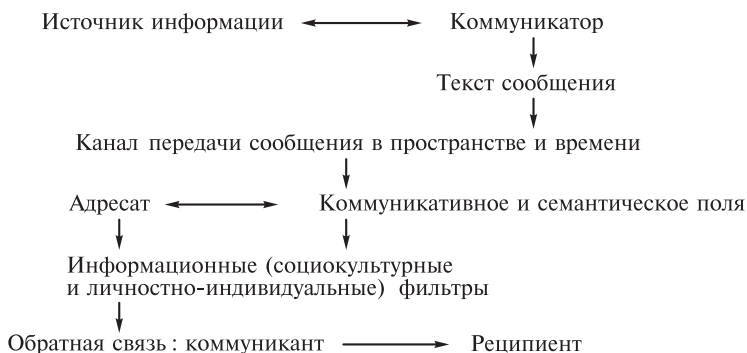 Источник информации Коммуникатор
Текст сообщения
Канал передачи сообщения в пространстве и времени
Адресат Коммуникативное и семантическое поля
Информационные (социокультурные
и личностно-индивидуальные) фильтры
Обратная связь : коммуникант Реципиент